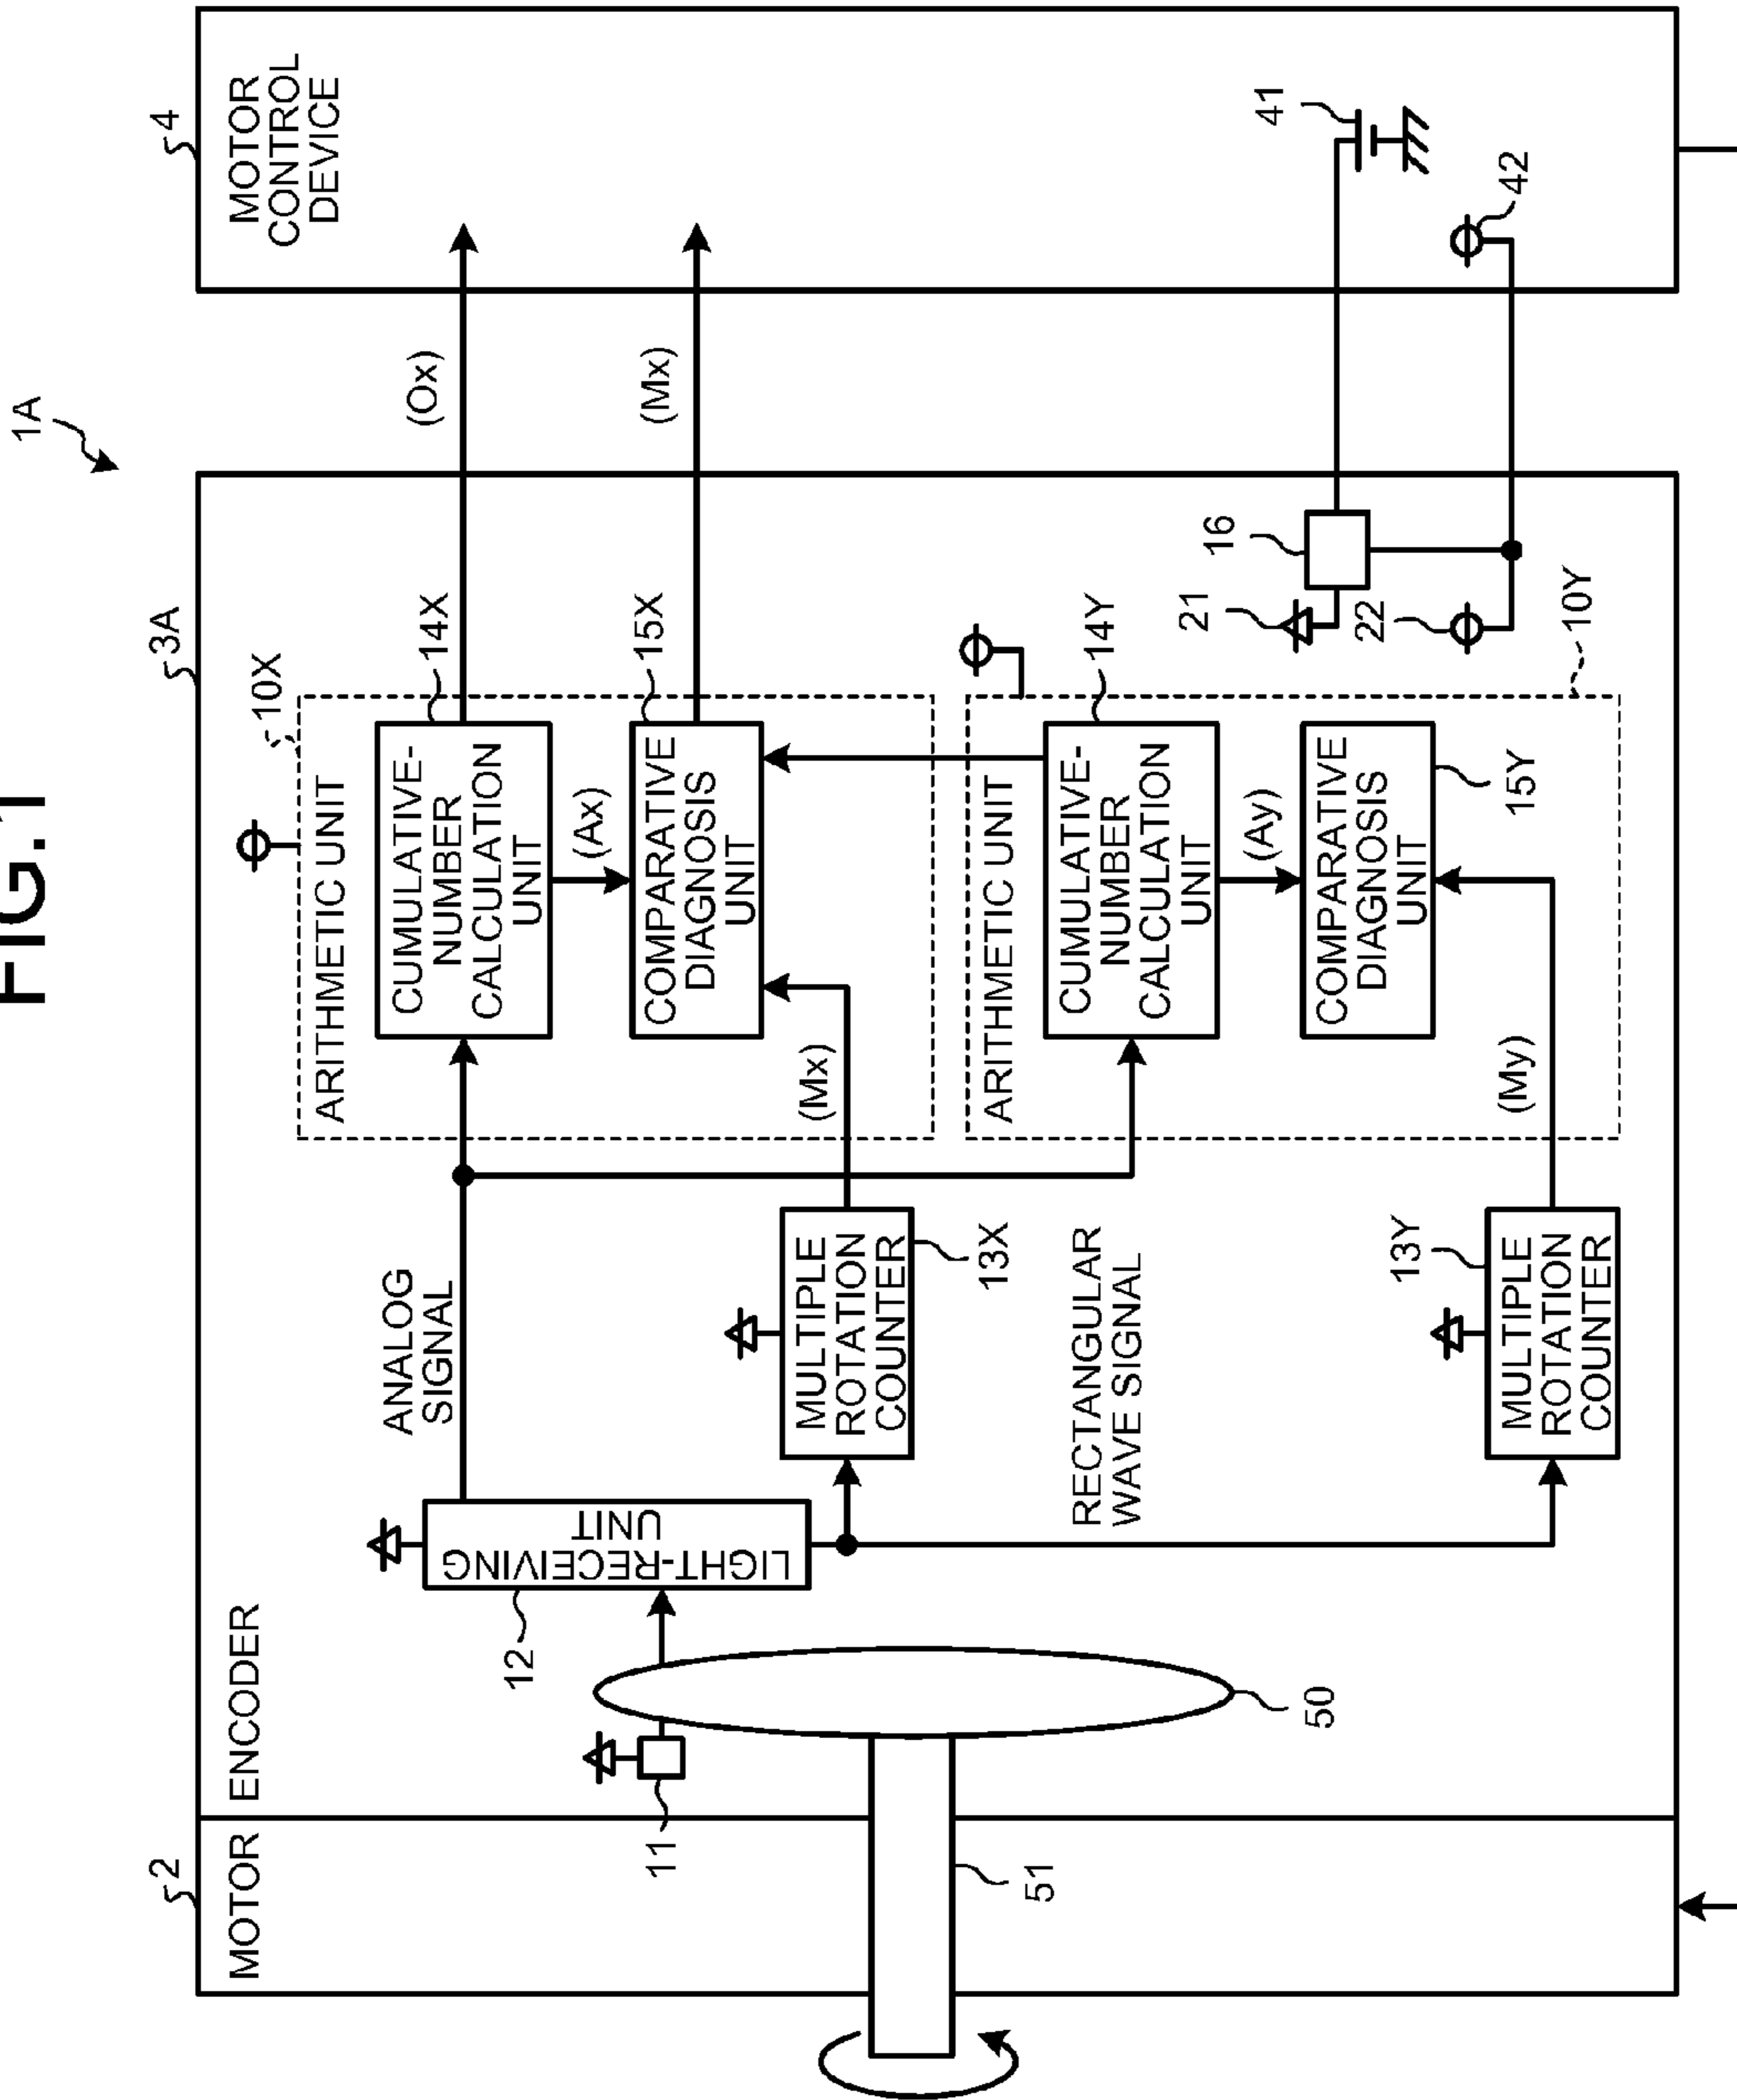 FIG.1
1A
2
3A
4
MOTOR
ENCODER
MOTOR
CONTROL
DEVICE
10X
ARITHMETIC UNIT
14X
CUMULATIVE-
NUMBER
CALCULATION
UNIT
(Ox)
ANALOG
SIGNAL
(Ax)
15X
COMPARATIVE
DIAGNOSIS
UNIT
(Mx)
12
LIGHT-RECEIVING
UNIT
11
(Mx)
MULTIPLE
ROTATION
COUNTER
13X
ARITHMETIC UNIT
14Y
CUMULATIVE-
NUMBER
CALCULATION
UNIT
RECTANGULAR
WAVE SIGNAL
(Ay)
51
50
COMPARATIVE
DIAGNOSIS
UNIT
15Y
21
16
41
22
42
13Y
MULTIPLE
ROTATION
COUNTER
(My)
10Y